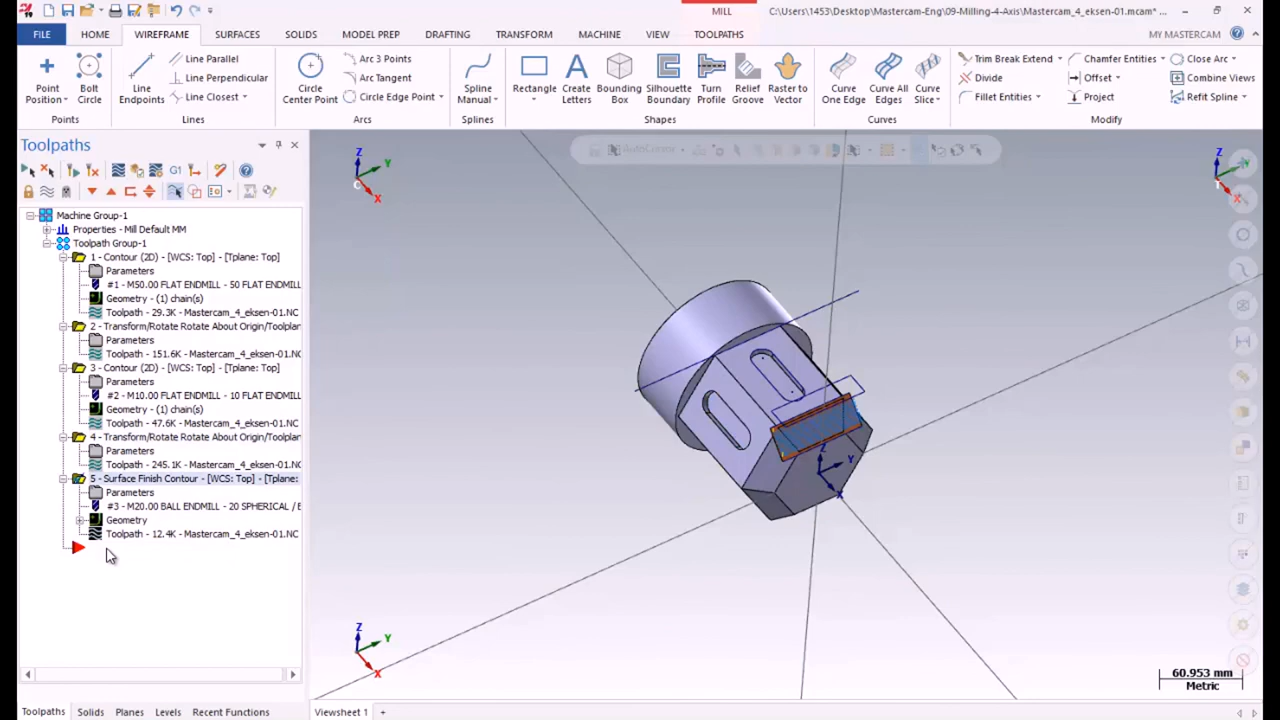 MILL
C:\Users\1453\Desktop\Mastercam-Eng\09-Milling-4-Axis\Mastercam_4_eksen-01.mcam*
FILE HOME WIREFRAME SURFACES SOLIDS MODEL PREP DRAFTING TRANSFORM MACHINE VIEW TOOLPATHS MY MASTERCAM
Point Position
Bolt Circle
Line Endpoints
Line Parallel
Line Perpendicular
Line Closest
Circle Center Point
Arc 3 Points
Arc Tangent
Circle Edge Point
Spline Manual
Rectangle
Create Letters
Bounding Box
Silhouette Boundary
Turn Profile
Relief Groove
Raster to Vector
Curve One Edge
Curve All Edges
Curve Slice
Trim Break Extend
Divide
Fillet Entities
Chamfer Entities
Offset
Project
Close Arc
Combine Views
Refit Spline
Points Lines Arcs Splines Shapes Curves Modify
Toolpaths
AutoCursor
G1
Machine Group-1
Properties - Mill Default MM
Toolpath Group-1
1 - Contour (2D) - [WCS: Top] - [Tplane: Top]
Parameters
#1 - M50.00 FLAT ENDMILL - 50 FLAT ENDMILL
Geometry - (1) chain(s)
Toolpath - 29.3K - Mastercam_4_eksen-01.NC
2 - Transform/Rotate Rotate About Origin/Toolplan
Parameters
Toolpath - 151.6K - Mastercam_4_eksen-01.NC
3 - Contour (2D) - [WCS: Top] - [Tplane: Top]
Parameters
#2 - M10.00 FLAT ENDMILL - 10 FLAT ENDMILL
Geometry - (1) chain(s)
Toolpath - 47.6K - Mastercam_4_eksen-01.NC
4 - Transform/Rotate Rotate About Origin/Toolplan
Parameters
Toolpath - 245.1K - Mastercam_4_eksen-01.NC
5 - Surface Finish Contour - [WCS: Top] - [Tplane:
Parameters
#3 - M20.00 BALL ENDMILL - 20 SPHERICAL / B
Geometry
Toolpath - 12.4K - Mastercam_4_eksen-01.NC
Z
Y
X
C
Z
Y
X
T
Z
Y
X
Z
Y
X
60.953 mm
Metric
Toolpaths Solids Planes Levels Recent Functions Viewsheet 1 +